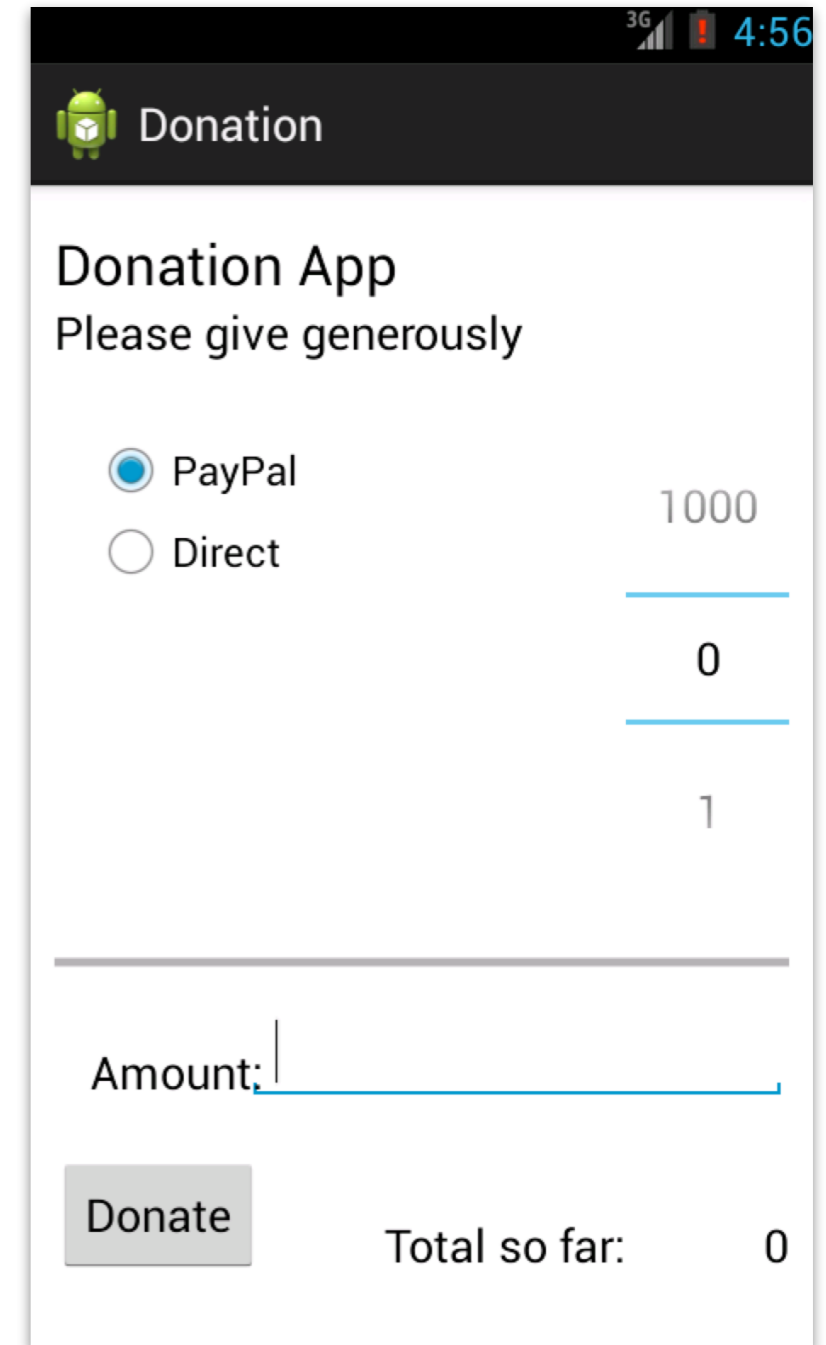 3G 4:56
Donation
Donation App
Please give generously
PayPal
Direct
1000
0
1
Amount:
Donate
Total so far: 0